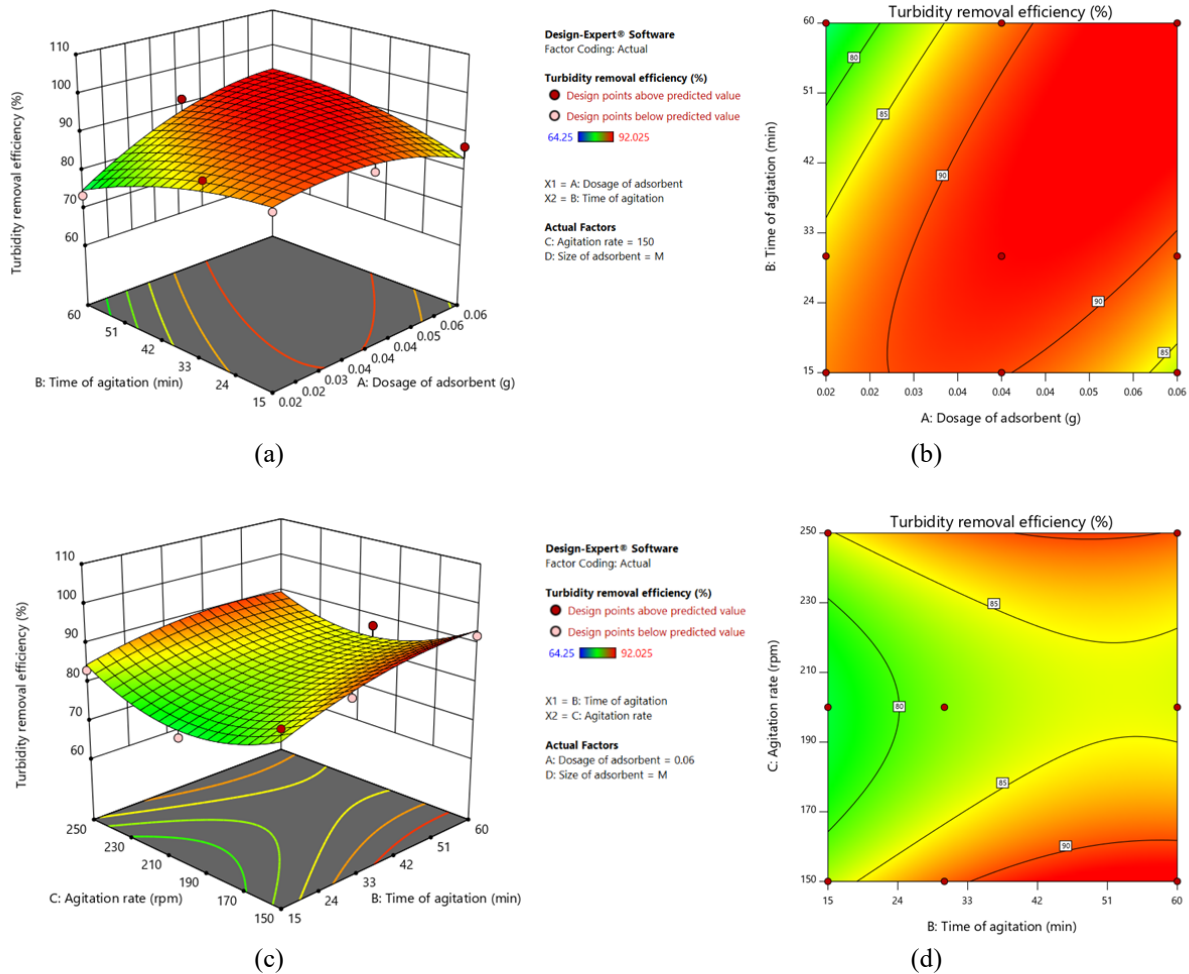 110
100
90
80
70
60
Turbidity removal efficiency (%)
60
51
42
33
24
15
B: Time of agitation (min)
0.02
0.02
0.03
0.04
0.04
0.04
0.05
0.06
0.06
A: Dosage of adsorbent (g)
Design-Expert® Software
Factor Coding: Actual
Turbidity removal efficiency (%)
Design points above predicted value
Design points below predicted value
64.25 92.025
X1 = A: Dosage of adsorbent
X2 = B: Time of agitation
Actual Factors
C: Agitation rate = 150
D: Size of adsorbent = M
Turbidity removal efficiency (%)
60
51
42
33
24
15
B: Time of agitation (min)
80
85
90
90
85
0.02 0.02 0.03 0.04 0.04 0.04 0.05 0.06 0.06
A: Dosage of adsorbent (g)
(a)
(b)
110
100
90
80
70
60
Turbidity removal efficiency (%)
250
230
210
190
170
150
C: Agitation rate (rpm)
15
24
33
42
51
60
B: Time of agitation (min)
Design-Expert® Software
Factor Coding: Actual
Turbidity removal efficiency (%)
Design points above predicted value
Design points below predicted value
64.25 92.025
X1 = B: Time of agitation
X2 = C: Agitation rate
Actual Factors
A: Dosage of adsorbent = 0.06
D: Size of adsorbent = M
Turbidity removal efficiency (%)
250
230
210
190
170
150
C: Agitation rate (rpm)
85
80
85
90
15 24 33 42 51 60
B: Time of agitation (min)
(c)
(d)